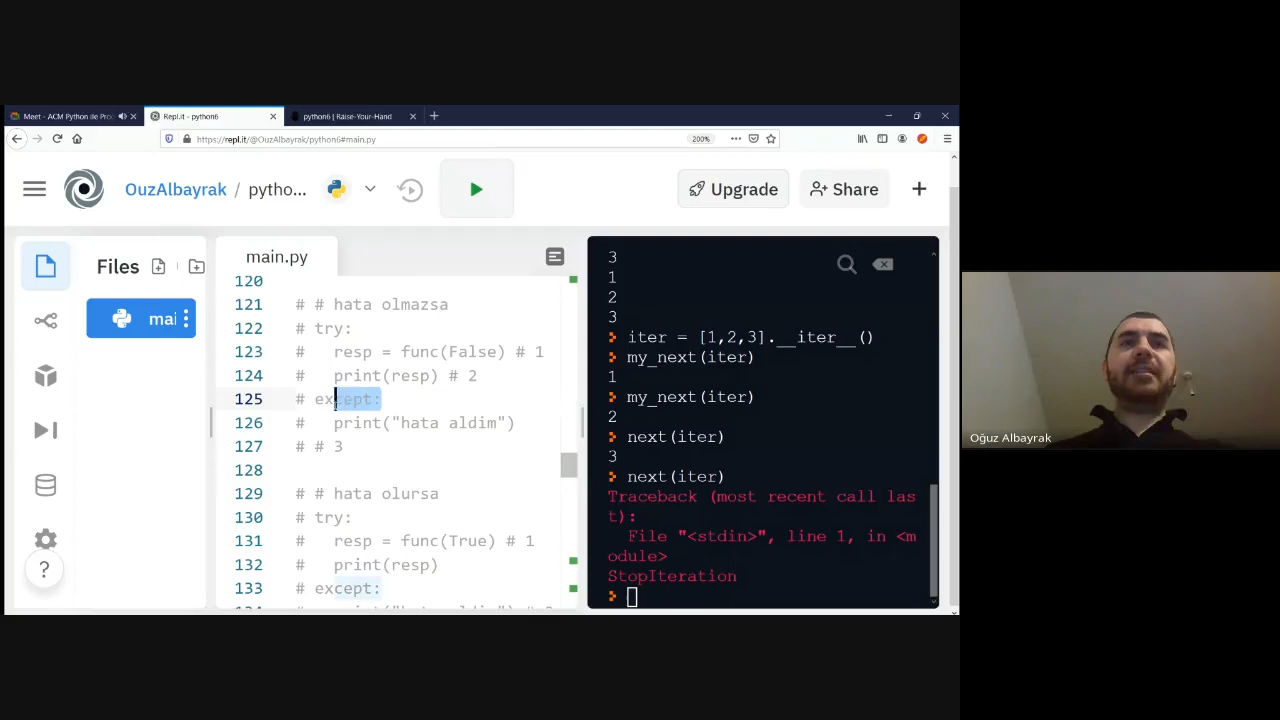 Meet - ACM Python ile Pro
Repl.it - python6
python6 | Raise-Your-Hand
https://repl.it/@OuzAlbayrak/python6#main.py
200%
OuzAlbayrak / pytho...
Upgrade
Share
Files
mai
main.py
120
121 # # hata olmazsa
122 # try:
123 #   resp = func(False) # 1
124 #   print(resp) # 2
125 # except:
126 #   print("hata aldim")
127 # # 3
128
129 # # hata olursa
130 # try:
131 #   resp = func(True) # 1
132 #   print(resp)
133 # except:
3
1
2
3
iter = [1,2,3].__iter__()
my_next(iter)
1
my_next(iter)
2
next(iter)
3
next(iter)
Traceback (most recent call las
t):
File "<stdin>", line 1, in <m
odule>
StopIteration
?
Oğuz Albayrak